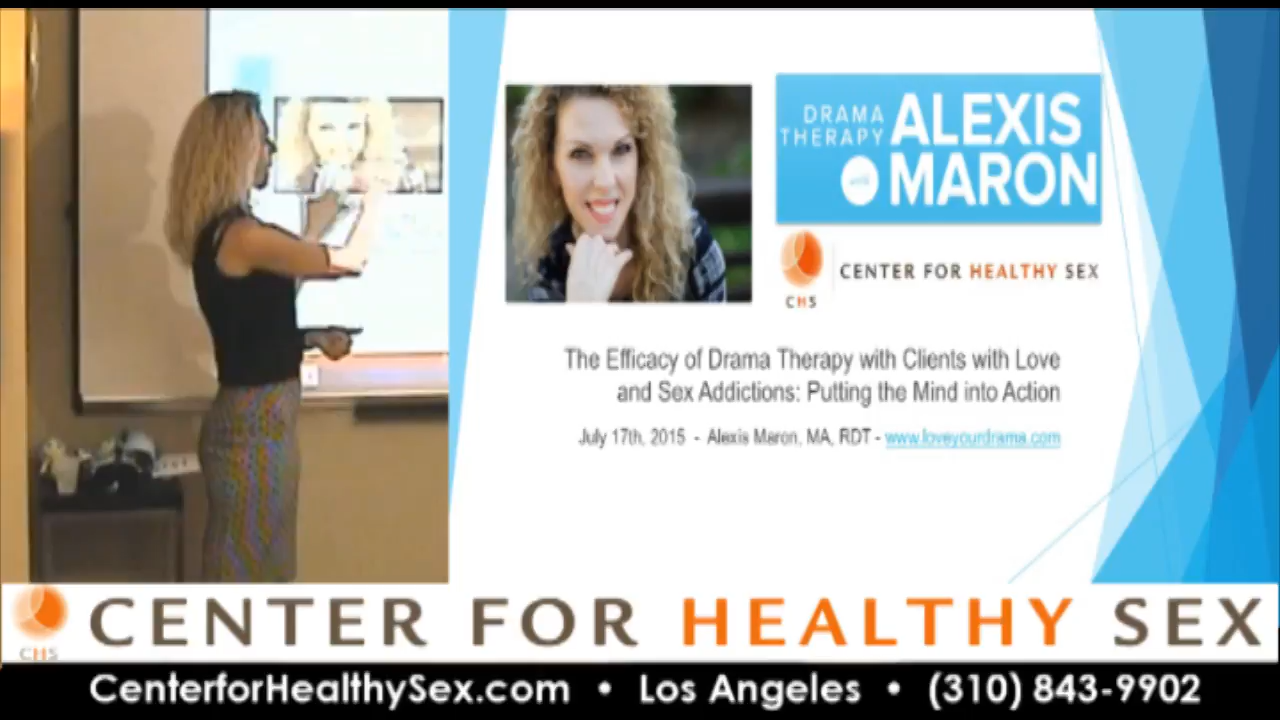 DRAMA
THERAPY
ALEXIS
MARON
CHS
CENTER FOR HEALTHY SEX
The Efficacy of Drama Therapy with Clients with Love
and Sex Addictions: Putting the Mind into Action
July 17th, 2015 - Alexis Maron, MA, RDT - www.loveyourdrama.com
CHS
CENTER FOR HEALTHY SEX
CenterforHealthySex.com • Los Angeles • (310) 843-9902